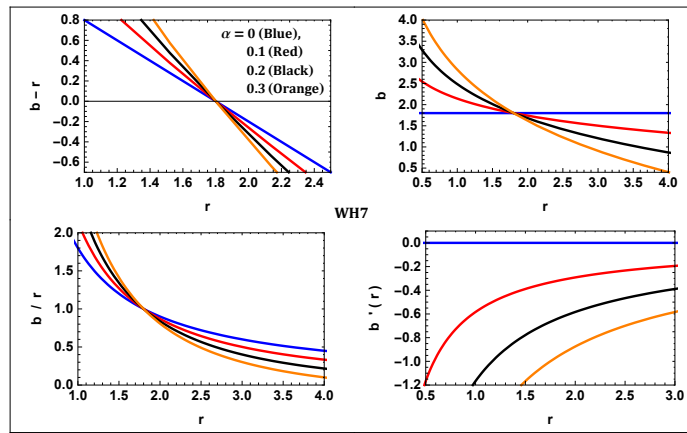 0.8
0.6
0.4
0.2
0.0
−0.2
−0.4
−0.6
b − r
α = 0 (Blue),
0.1 (Red)
0.2 (Black)
0.3 (Orange)
1.0 1.2 1.4 1.6 1.8 2.0 2.2 2.4
r
4.0
3.5
3.0
2.5
2.0
1.5
1.0
0.5
b
0.5 1.0 1.5 2.0 2.5 3.0 3.5 4.0
r
WH7
2.0
1.5
1.0
0.5
0.0
b / r
1.0 1.5 2.0 2.5 3.0 3.5 4.0
r
0.0
−0.2
−0.4
−0.6
−0.8
−1.0
−1.2
b '(r)
0.5 1.0 1.5 2.0 2.5 3.0
r